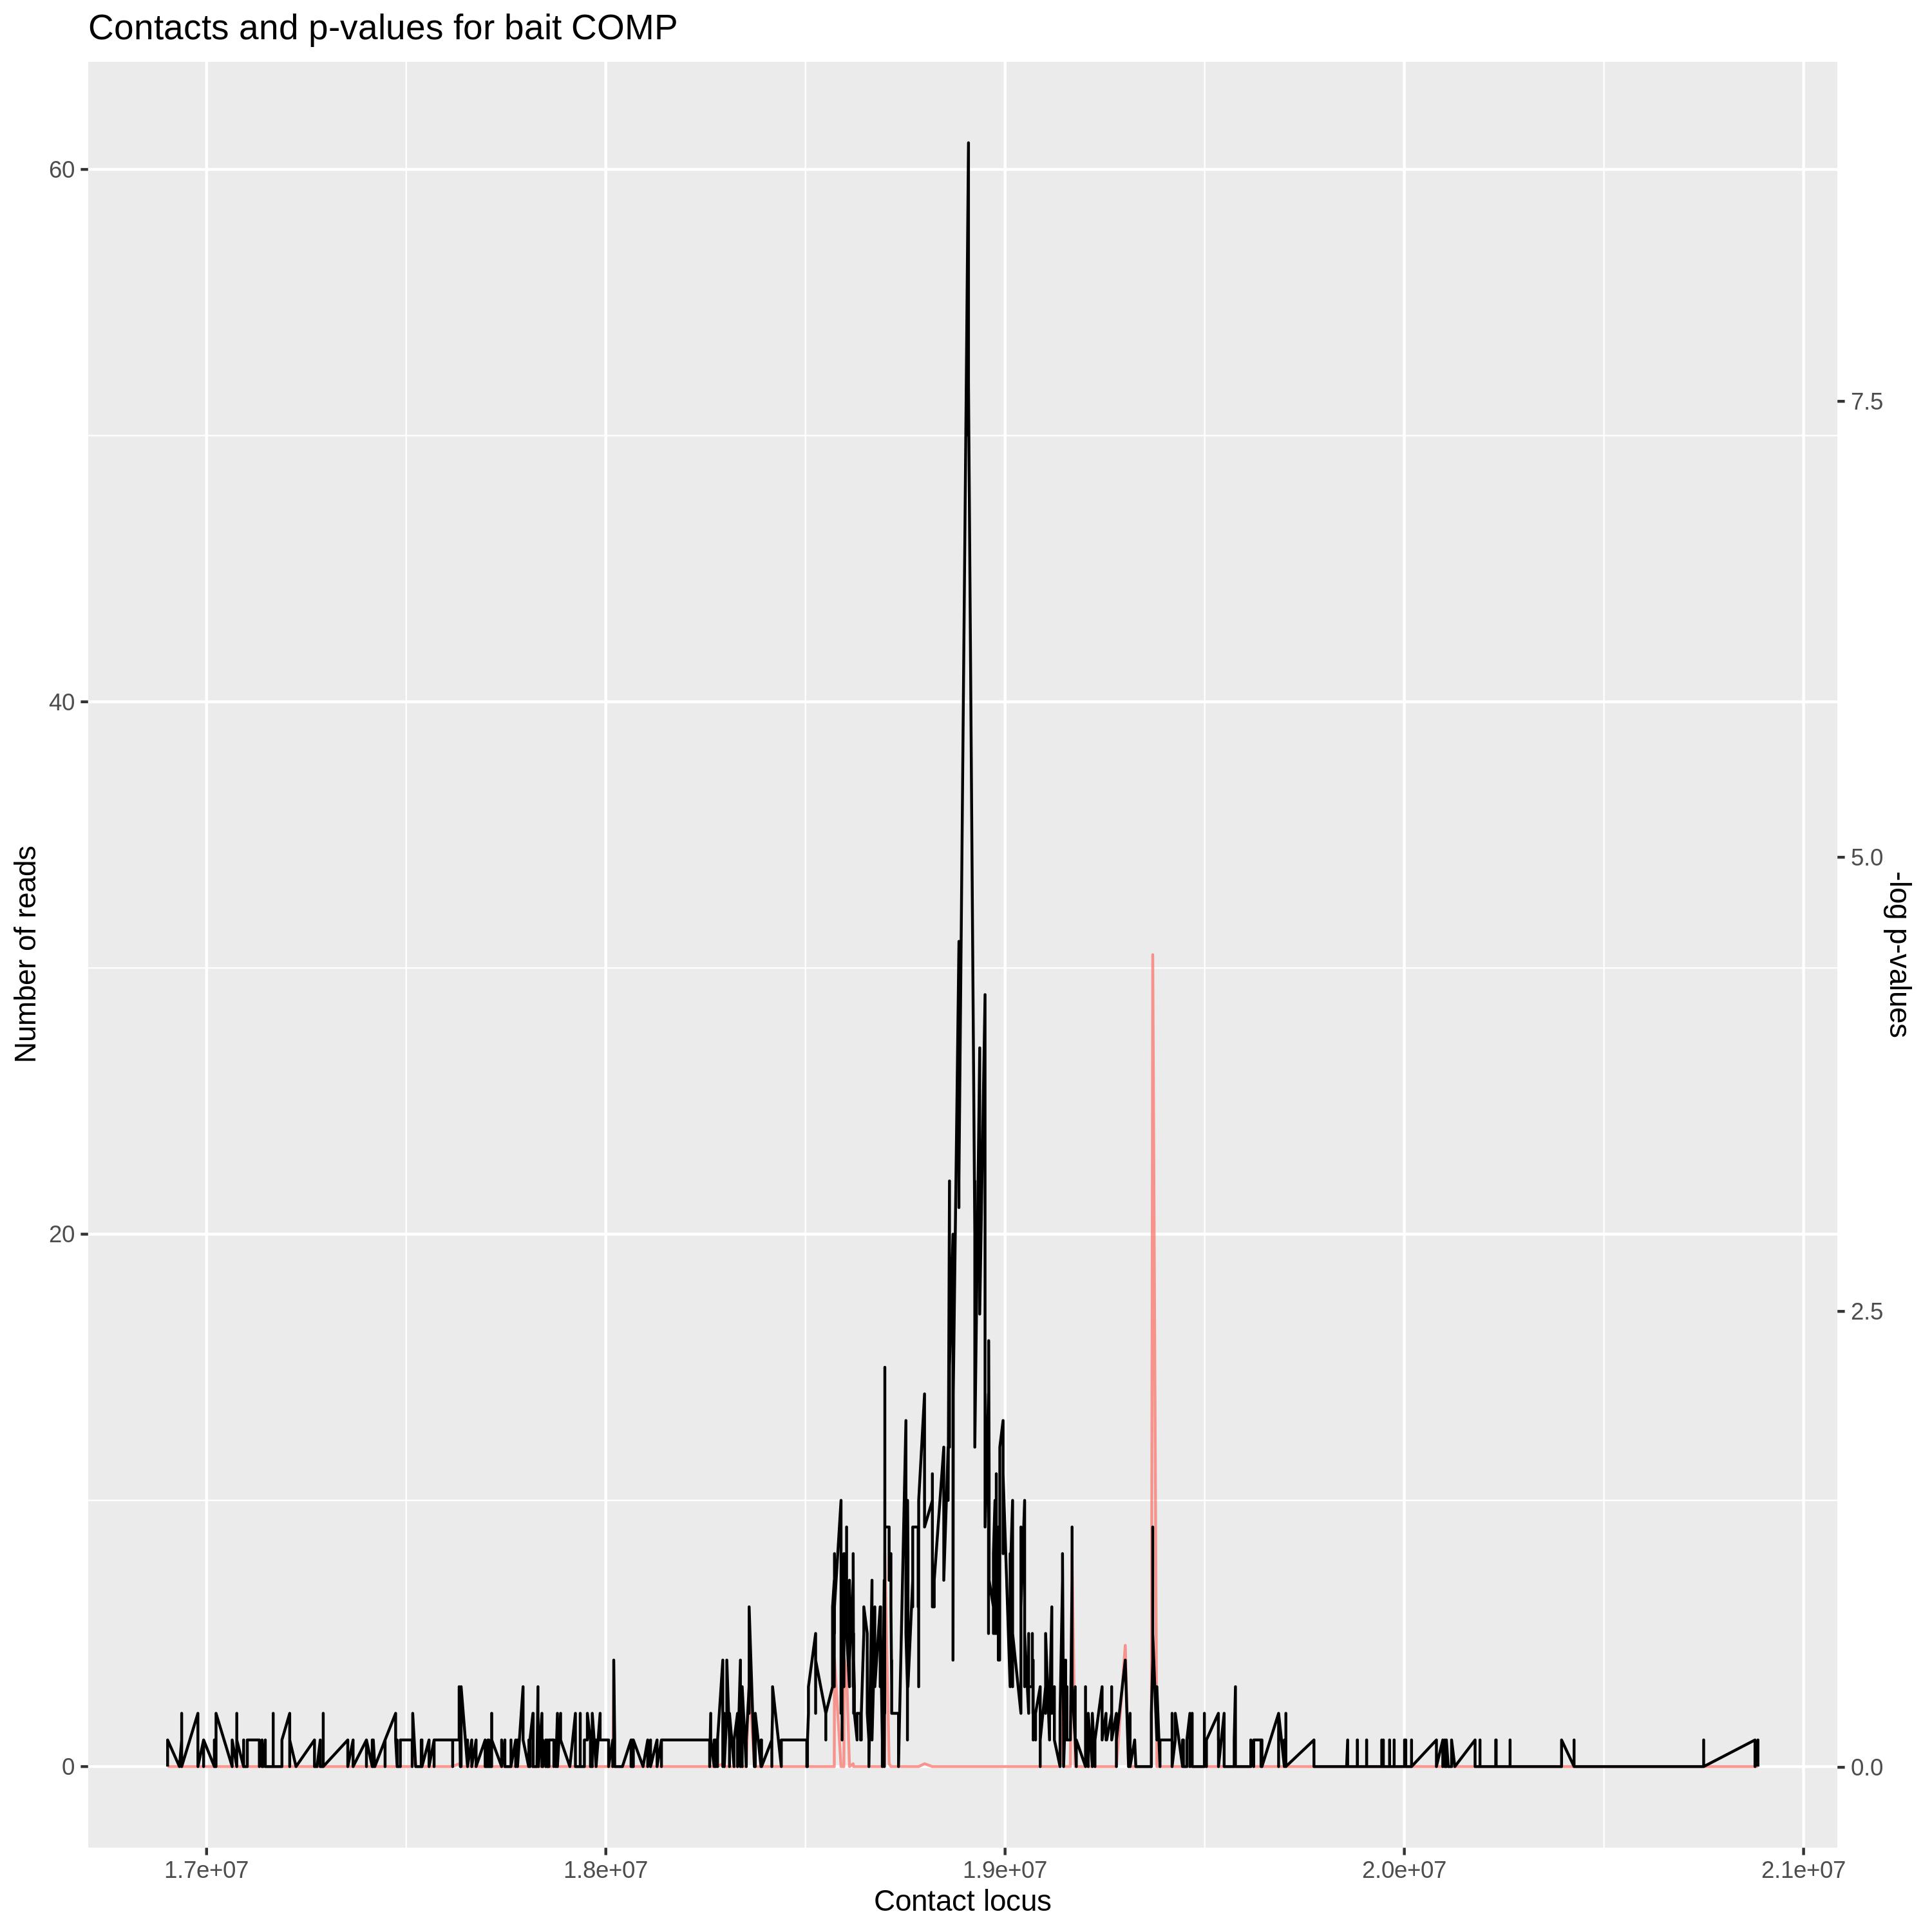 Contacts and p-values for bait COMP
60
40
20
0
7.5
5.0
2.5
0.0
Number of reads
-log p-values
1.7e+07 1.8e+07 1.9e+07 2.0e+07 2.1e+07
Contact locus